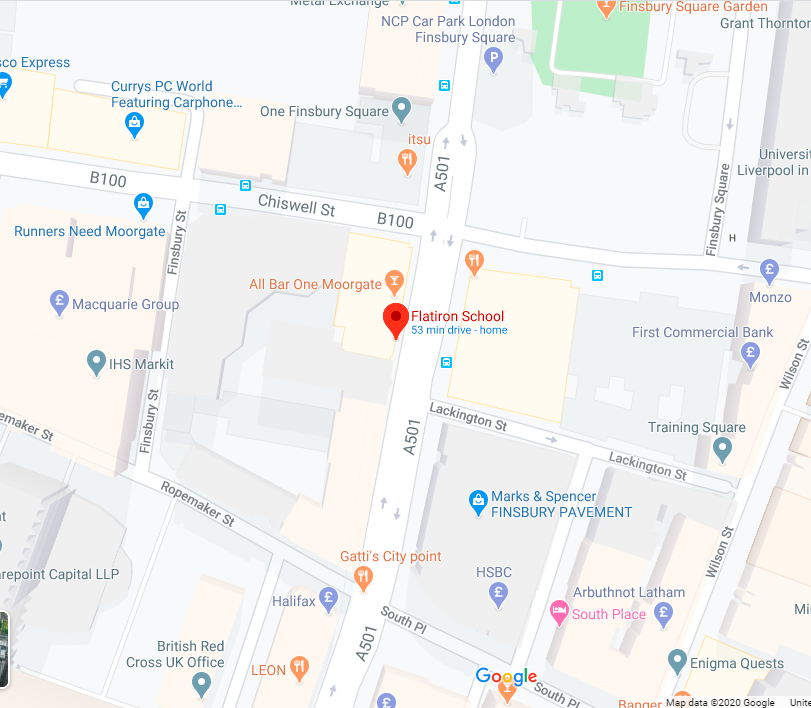 Metal Exchange
Finsbury Square Garden
NCP Car Park London
Finsbury Square
Grant Thornton
P
sco Express
Currys PC World
Featuring Carphone...
One Finsbury Square
itsu
A501
Universi
Liverpool in
B100
Chiswell St
B100
Finsbury Square
Runners Need Moorgate
Finsbury St
H
All Bar One Moorgate
Monzo
Macquarie Group
Flatiron School
53 min drive - home
First Commercial Bank
IHS Markit
Wilson St
Finsbury St
Lackington St
A501
Training Square
Lackington St
pemaker St
Ropemaker St
Marks & Spencer
FINSBURY PAVEMENT
nt
Wilson St
Gatti's City point
arepoint Capital LLP
HSBC
Arbuthnot Latham
Halifax
South Pl
South Place
Mi
A501
British Red
Cross UK Office
LEON
Enigma Quests
Google
South Pl
Banger
Map data ©2020 Google
Unit